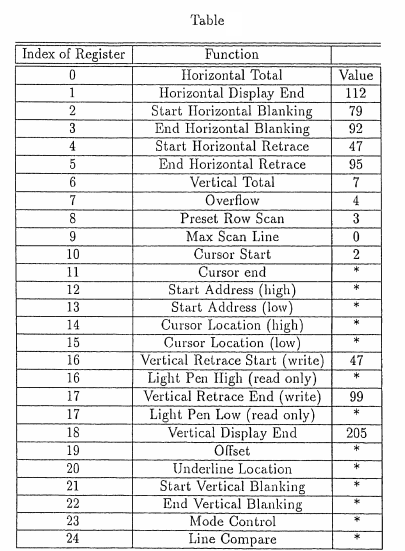 Table
Index of Register Function
0 Horizontal Total Value
1 Horizontal Display End 112
2 Start Horizontal Blanking 79
3 End Horizontal Blanking 92
4 Start Horizontal Retrace 47
5 End Horizontal Retrace 95
6 Vertical Total 7
7 Overflow 4
8 Preset Row Scan 3
9 Max Scan Line 0
10 Cursor Start 2
11 Cursor end *
12 Start Address (high) *
13 Start Address (low) *
14 Cursor Location (high) *
15 Cursor Location (low) *
16 Vertical Retrace Start (write) 47
16 Light Pen High (read only) *
17 Vertical Retrace End (write) 99
17 Light Pen Low (read only) *
18 Vertical Display End 205
19 Offset *
20 Underline Location *
21 Start Vertical Blanking *
22 End Vertical Blanking *
23 Mode Control *
24 Line Compare *